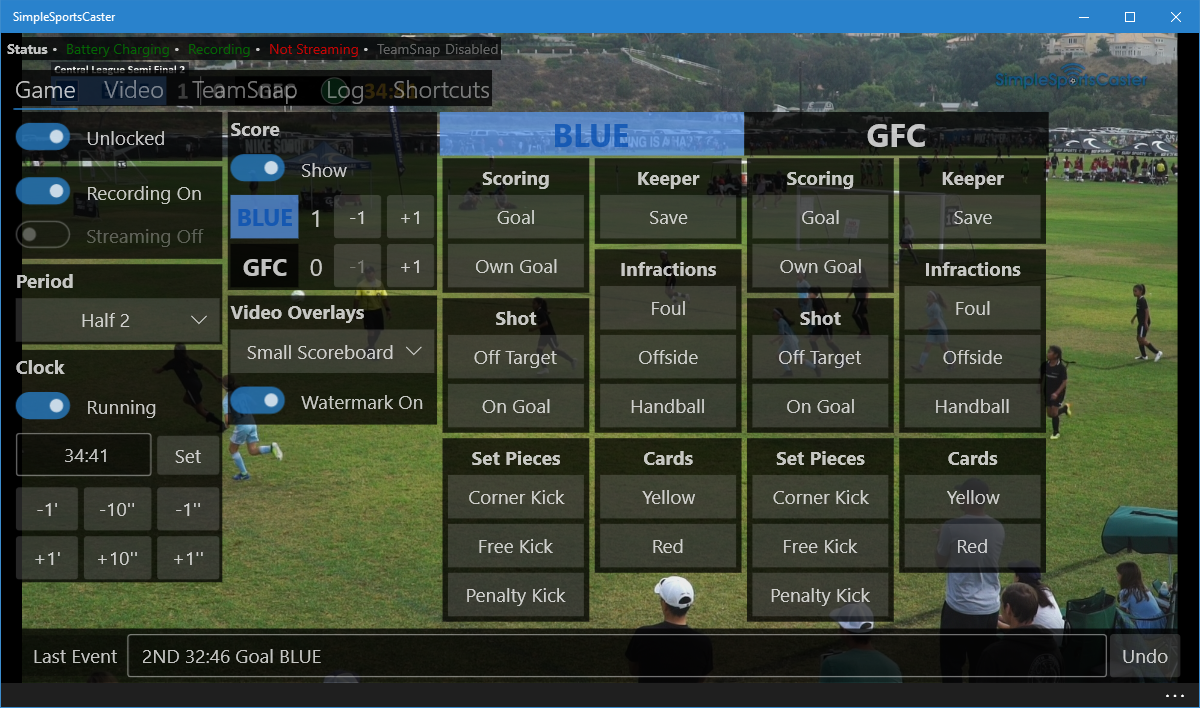 SimpleSportsCaster
Status • Battery Charging • Recording • Not Streaming • TeamSnap Disabled
Central League Semi Final 2
SimpleSportsCaster
Game Video TeamSnap Log Shortcuts
Unlocked
Recording On
Streaming Off
Period
Half 2
Clock
Running
34:41
Set
-1' -10'' -1''
+1' +10'' +1''
Score
Show
BLUE 1 -1 +1
GFC 0 -1 +1
Video Overlays
Small Scoreboard
Watermark On
BLUE
Scoring
Goal
Own Goal
Shot
Off Target
On Goal
Set Pieces
Corner Kick
Free Kick
Penalty Kick
Keeper
Save
Infractions
Foul
Offside
Handball
Cards
Yellow
Red
GFC
Scoring
Goal
Own Goal
Shot
Off Target
On Goal
Set Pieces
Corner Kick
Free Kick
Penalty Kick
Keeper
Save
Infractions
Foul
Offside
Handball
Cards
Yellow
Red
Last Event 2ND 32:46 Goal BLUE Undo